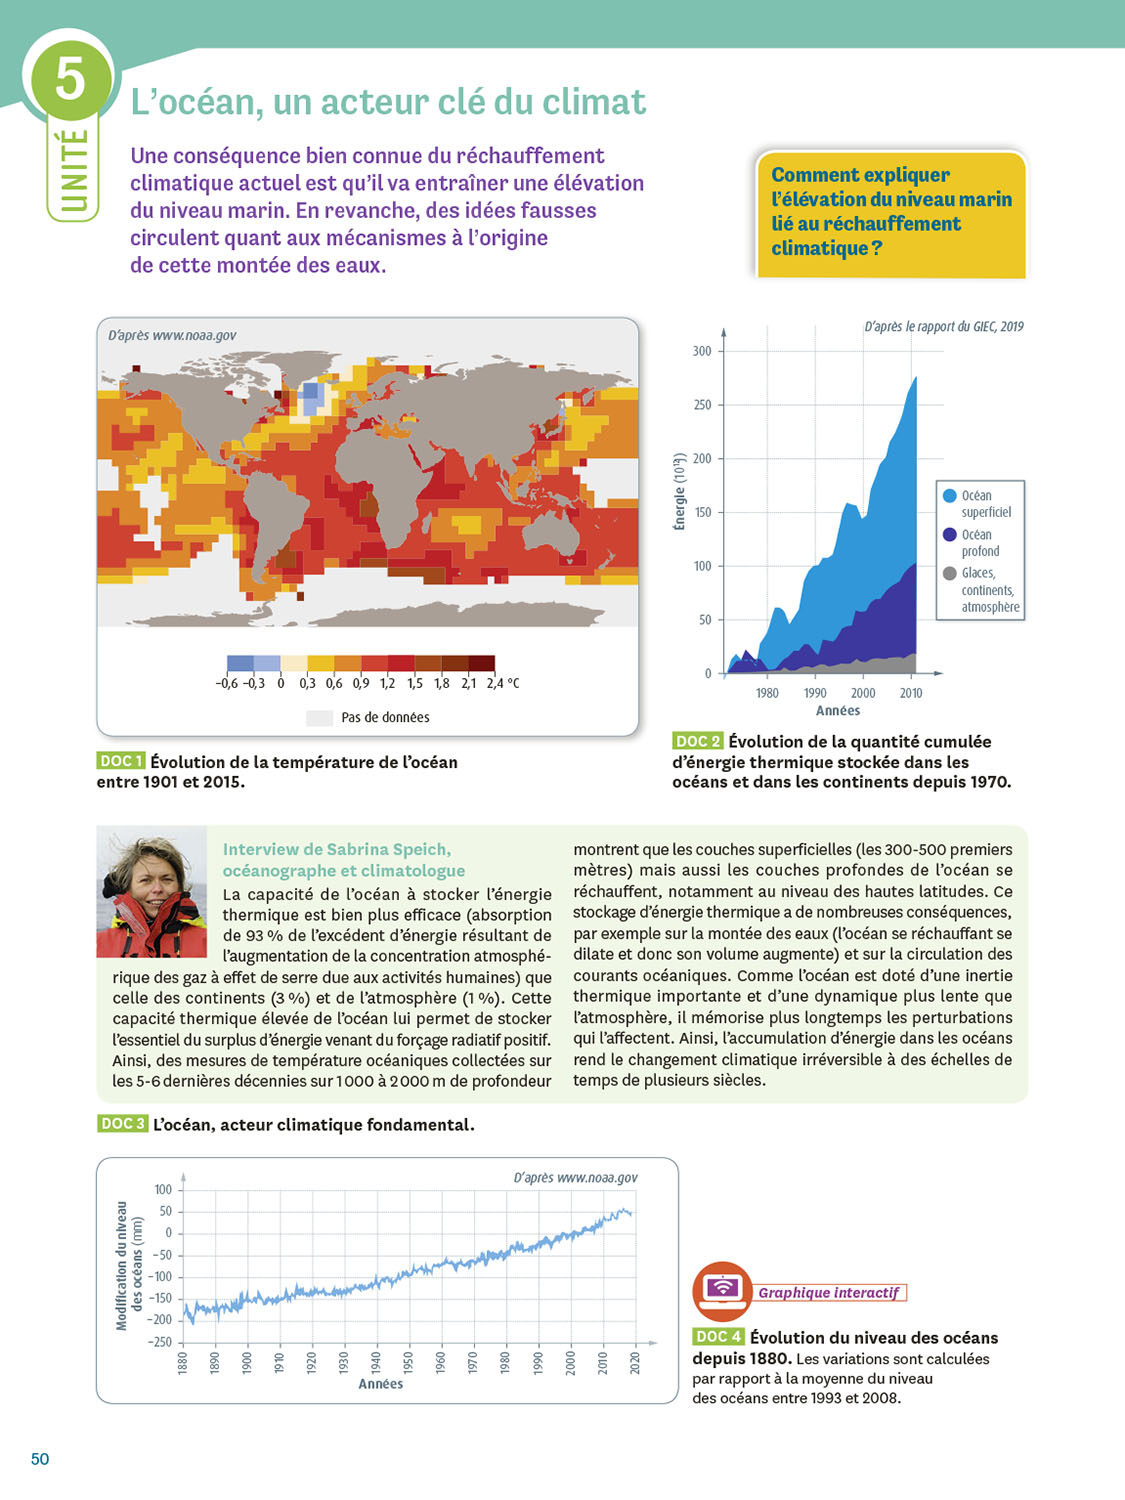 5
UNITÉ
L'océan, un acteur clé du climat
Une conséquence bien connue du réchauffement
climatique actuel est qu'il va entraîner une élévation
du niveau marin. En revanche, des idées fausses
circulent quant aux mécanismes à l'origine
de cette montée des eaux.
Comment expliquer
l'élévation du niveau marin
lié au réchauffement
climatique ?
D'après www.noaa.gov
–0,6 –0,3 0 0,3 0,6 0,9 1,2 1,5 1,8 2,1 2,4 °C
Pas de données
DOC 1 Évolution de la température de l'océan
entre 1901 et 2015.
D'après le rapport du GIEC, 2019
Énergie (10²¹J)
300
250
200
150
100
50
0
1980 1990 2000 2010
Années
Océan
superficiel
Océan
profond
Glaces,
continents,
atmosphère
DOC 2 Évolution de la quantité cumulée
d'énergie thermique stockée dans les
océans et dans les continents depuis 1970.
Interview de Sabrina Speich,
océanographe et climatologue
La capacité de l'océan à stocker l'énergie
thermique est bien plus efficace (absorption
de 93 % de l'excédent d'énergie résultant de
l'augmentation de la concentration atmosphé-
rique des gaz à effet de serre due aux activités humaines) que
celle des continents (3 %) et de l'atmosphère (1 %). Cette
capacité thermique élevée de l'océan lui permet de stocker
l'essentiel du surplus d'énergie venant du forçage radiatif positif.
Ainsi, des mesures de température océaniques collectées sur
les 5-6 dernières décennies sur 1 000 à 2 000 m de profondeur
montrent que les couches superficielles (les 300-500 premiers
mètres) mais aussi les couches profondes de l'océan se
réchauffent, notamment au niveau des hautes latitudes. Ce
stockage d'énergie thermique a de nombreuses conséquences,
par exemple sur la montée des eaux (l'océan se réchauffant se
dilate et donc son volume augmente) et sur la circulation des
courants océaniques. Comme l'océan est doté d'une inertie
thermique importante et d'une dynamique plus lente que
l'atmosphère, il mémorise plus longtemps les perturbations
qui l'affectent. Ainsi, l'accumulation d'énergie dans les océans
rend le changement climatique irréversible à des échelles de
temps de plusieurs siècles.
DOC 3 L'océan, acteur climatique fondamental.
D'après www.noaa.gov
Modification du niveau
des océans (mm)
100
50
0
–50
–100
–150
–200
–250
1880 1890 1900 1910 1920 1930 1940 1950 1960 1970 1980 1990 2000 2010 2020
Années
Graphique interactif
DOC 4 Évolution du niveau des océans
depuis 1880. Les variations sont calculées
par rapport à la moyenne du niveau
des océans entre 1993 et 2008.
50